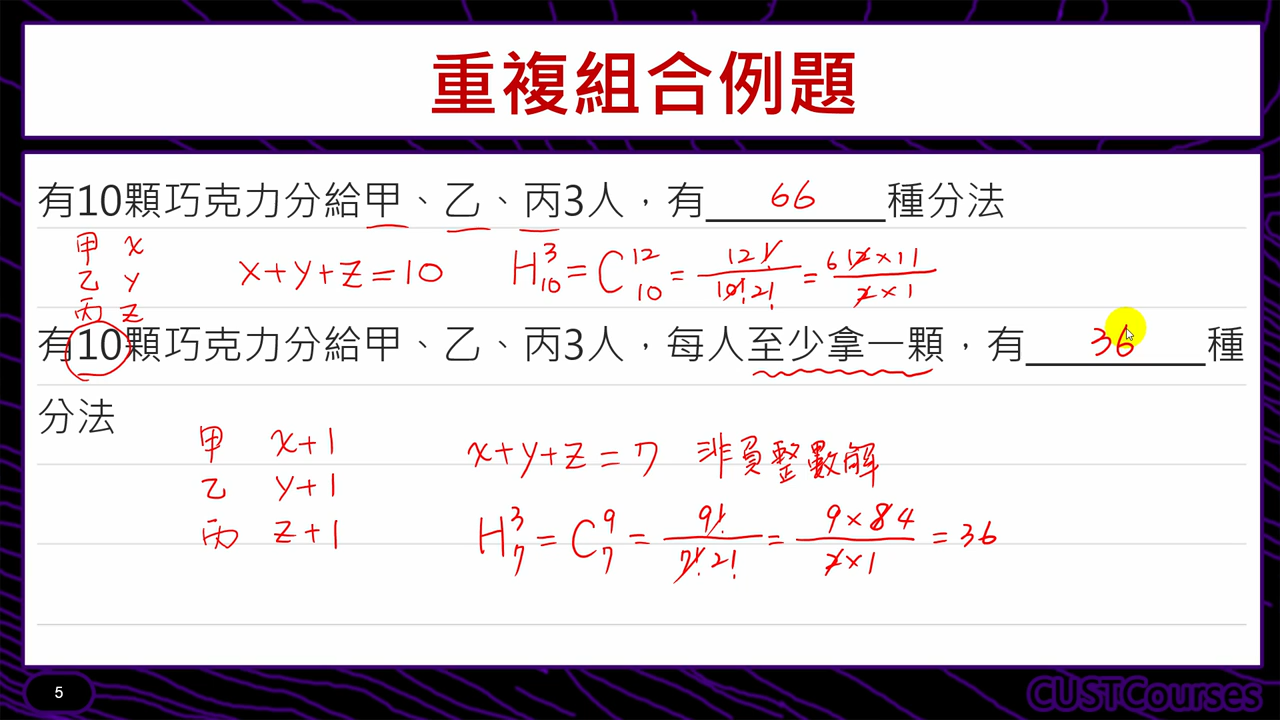 重複組合例題
有10顆巧克力分給甲、乙、丙3人，有 66 種分法
甲 x
乙 y
丙 z
x+y+z=10
H³₁₀ = C¹²₁₀ = 12!/10!2! = 6 12×11/2×1
有10顆巧克力分給甲、乙、丙3人，每人至少拿一顆，有 36 種
分法
甲 x+1
乙 y+1
丙 z+1
x+y+z=7 非負整數解
H³₇ = C⁹₇ = 9!/7!2! = 9×8 4/2×1 = 36
5
CUSTCourses